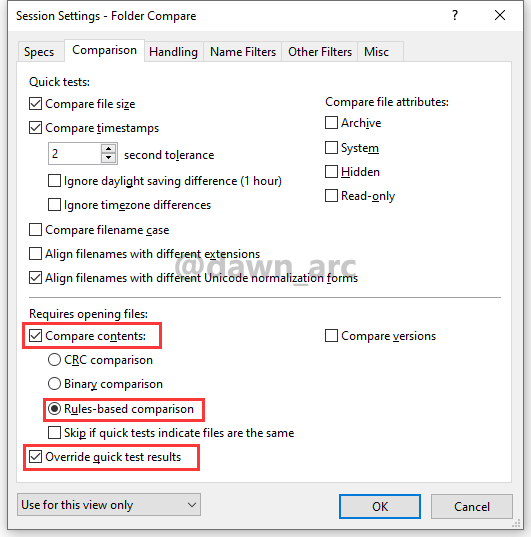 Session Settings - Folder Compare ? ×
Specs Comparison Handling Name Filters Other Filters Misc
Quick tests:
Compare file size
Compare timestamps
2 second tolerance
Ignore daylight saving difference (1 hour)
Ignore timezone differences
Compare filename case
Align filenames with different extensions
Align filenames with different Unicode normalization forms
Compare file attributes:
Archive
System
Hidden
Read-only
@dawn_arc
Requires opening files:
Compare contents:
CRC comparison
Binary comparison
Rules-based comparison
Skip if quick tests indicate files are the same
Override quick test results
Compare versions
Use for this view only
OK
Cancel